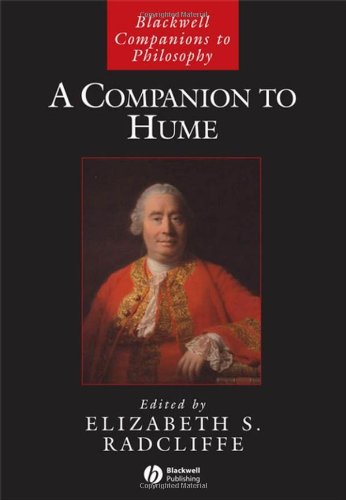 Blackwell
Companions to
Philosophy
A COMPANION TO
HUME
Edited by
ELIZABETH S.
RADCLIFFE
Blackwell
Publishing